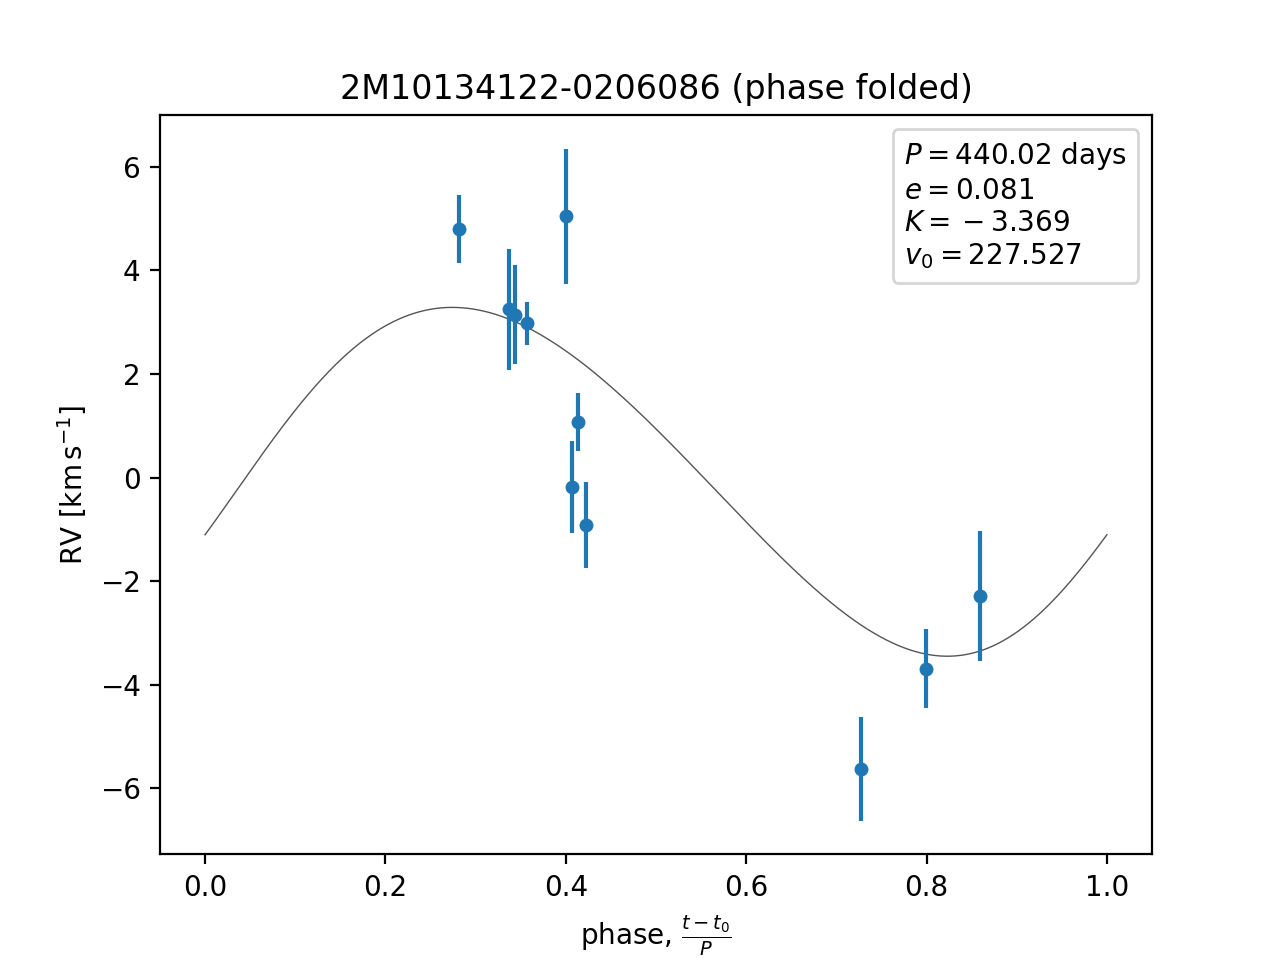 2M10134122-0206086 (phase folded)
P = 440.02 days
e = 0.081
K = −3.369
v₀ = 227.527
RV [km s⁻¹]
6
4
2
0
−2
−4
−6
0.0 0.2 0.4 0.6 0.8 1.0
phase, (t − t₀)/P